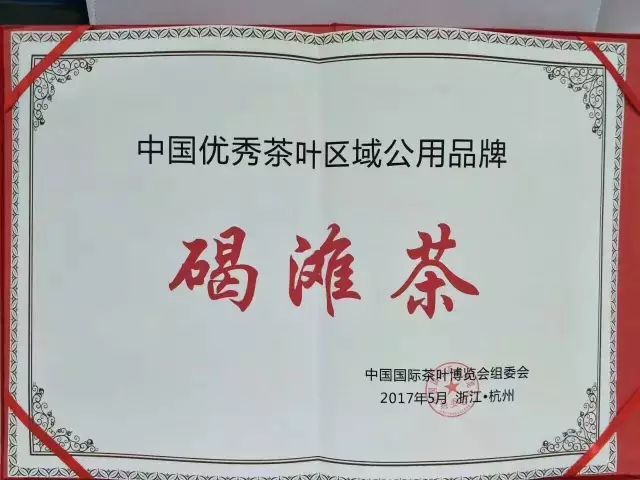 中国优秀茶叶区域公用品牌
碣滩茶
中国国际茶叶博览会组委会
2017年5月 浙江•杭州